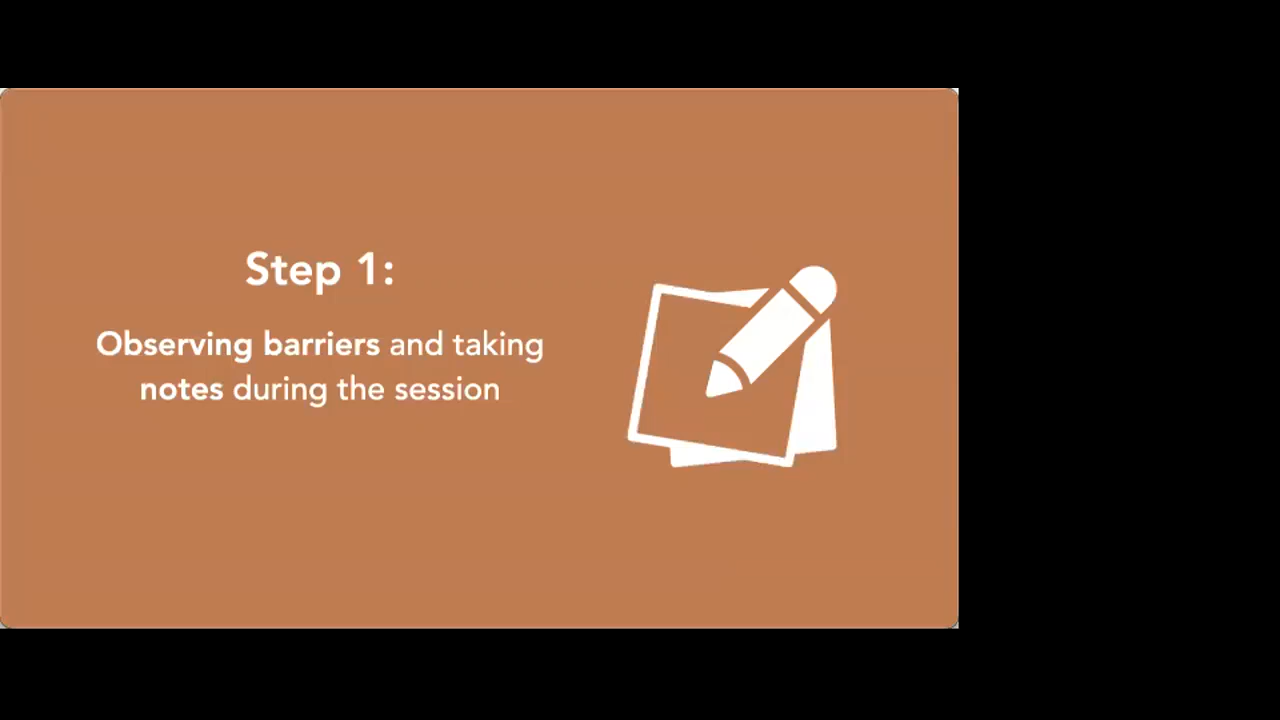 Step 1:
Observing barriers and taking
notes during the session